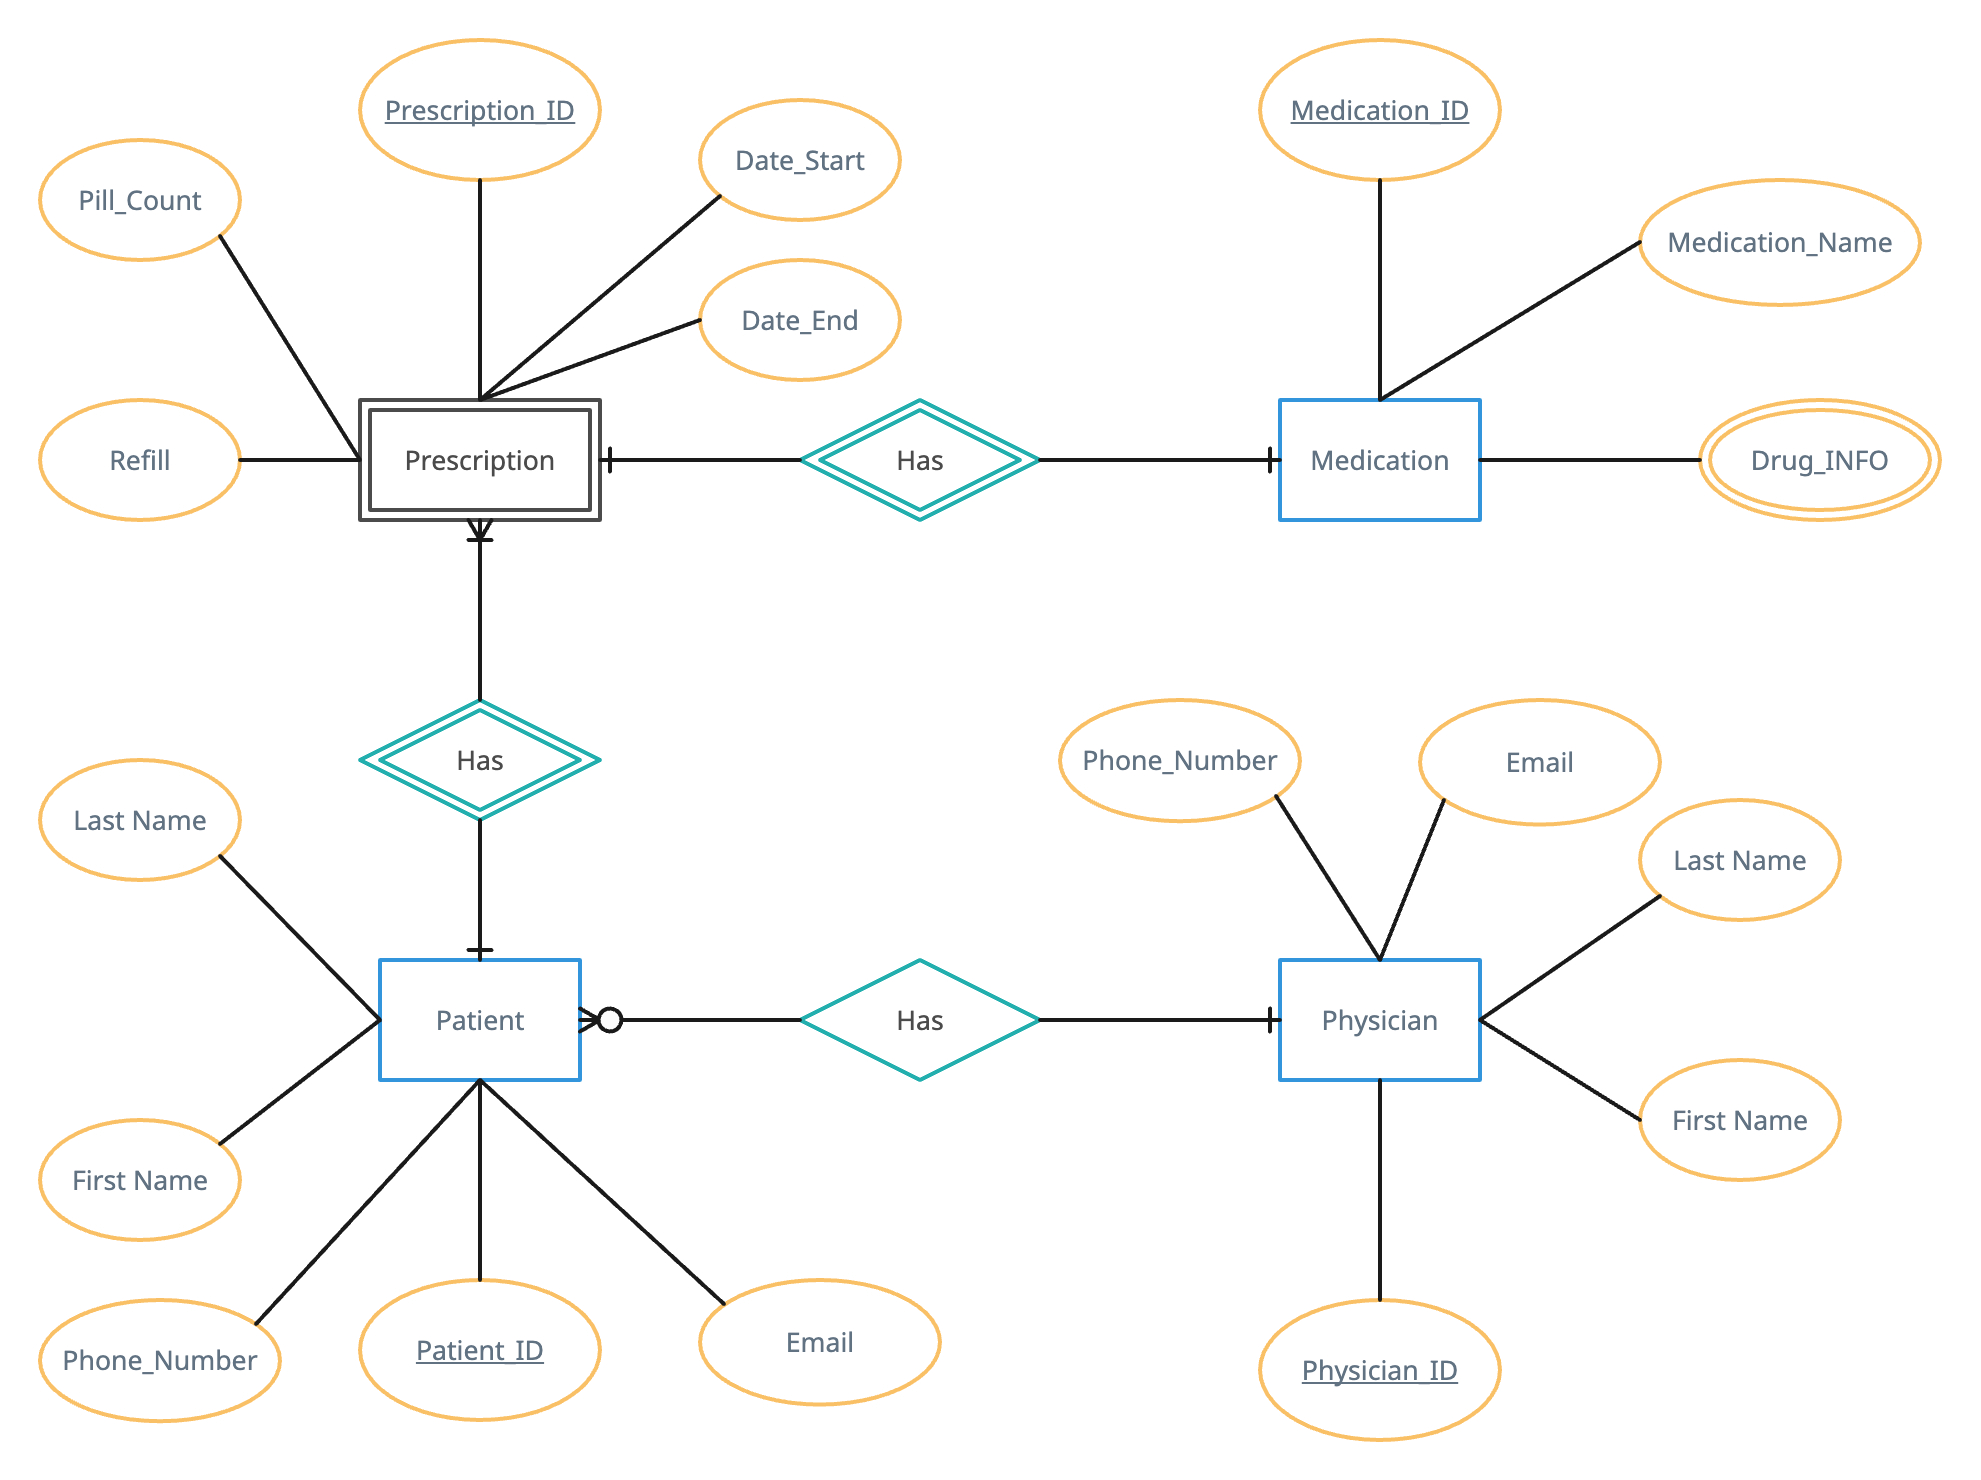 Prescription_ID
Medication_ID
Date_Start
Pill_Count
Medication_Name
Date_End
Refill
Prescription
Has
Medication
Drug_INFO
Has
Phone_Number
Email
Last Name
Last Name
Patient
Has
Physician
First Name
First Name
Phone_Number
Patient_ID
Email
Physician_ID